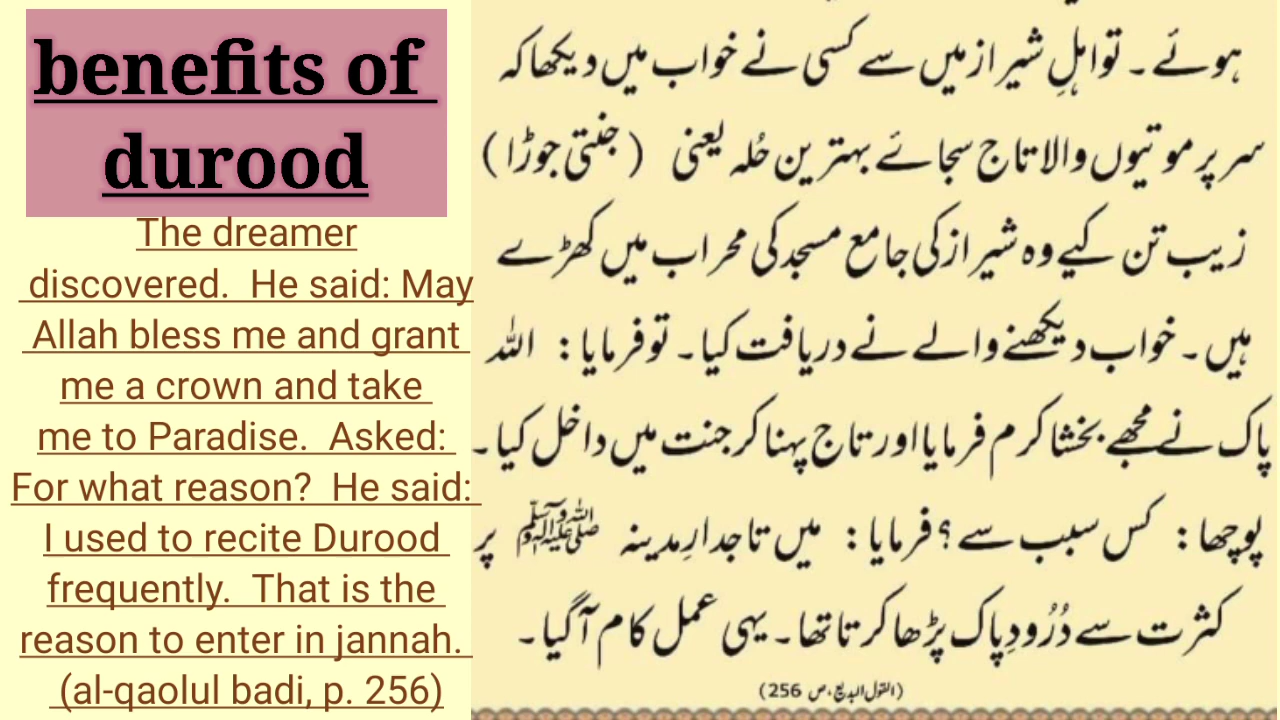 benefits of
durood
The dreamer
discovered. He said: May
Allah bless me and grant
me a crown and take
me to Paradise. Asked:
For what reason? He said:
I used to recite Durood
frequently. That is the
reason to enter in jannah.
(al-qaolul badi, p. 256)
ہوئے۔ تو اہلِ شیراز میں سے کسی نے خواب میں دیکھا کہ
سر پر موتیوں والا تاج سجائے بہترین حُلہ یعنی (جنتی جوڑا)
زیب تن کیے وہ شیراز کی جامع مسجد کی محراب میں کھڑے
ہیں۔ خواب دیکھنے والے نے دریافت کیا۔ تو فرمایا: اللہ
پاک نے مجھے بخشا کرم فرمایا اور تاج پہنا کر جنت میں داخل کیا۔
پوچھا: کس سبب سے؟ فرمایا: میں تاجدارِ مدینہ ﷺ پر
کثرت سے دُرُودِ پاک پڑھا کرتا تھا۔ یہی عمل کام آگیا۔
(القول البدیع، ص 256)